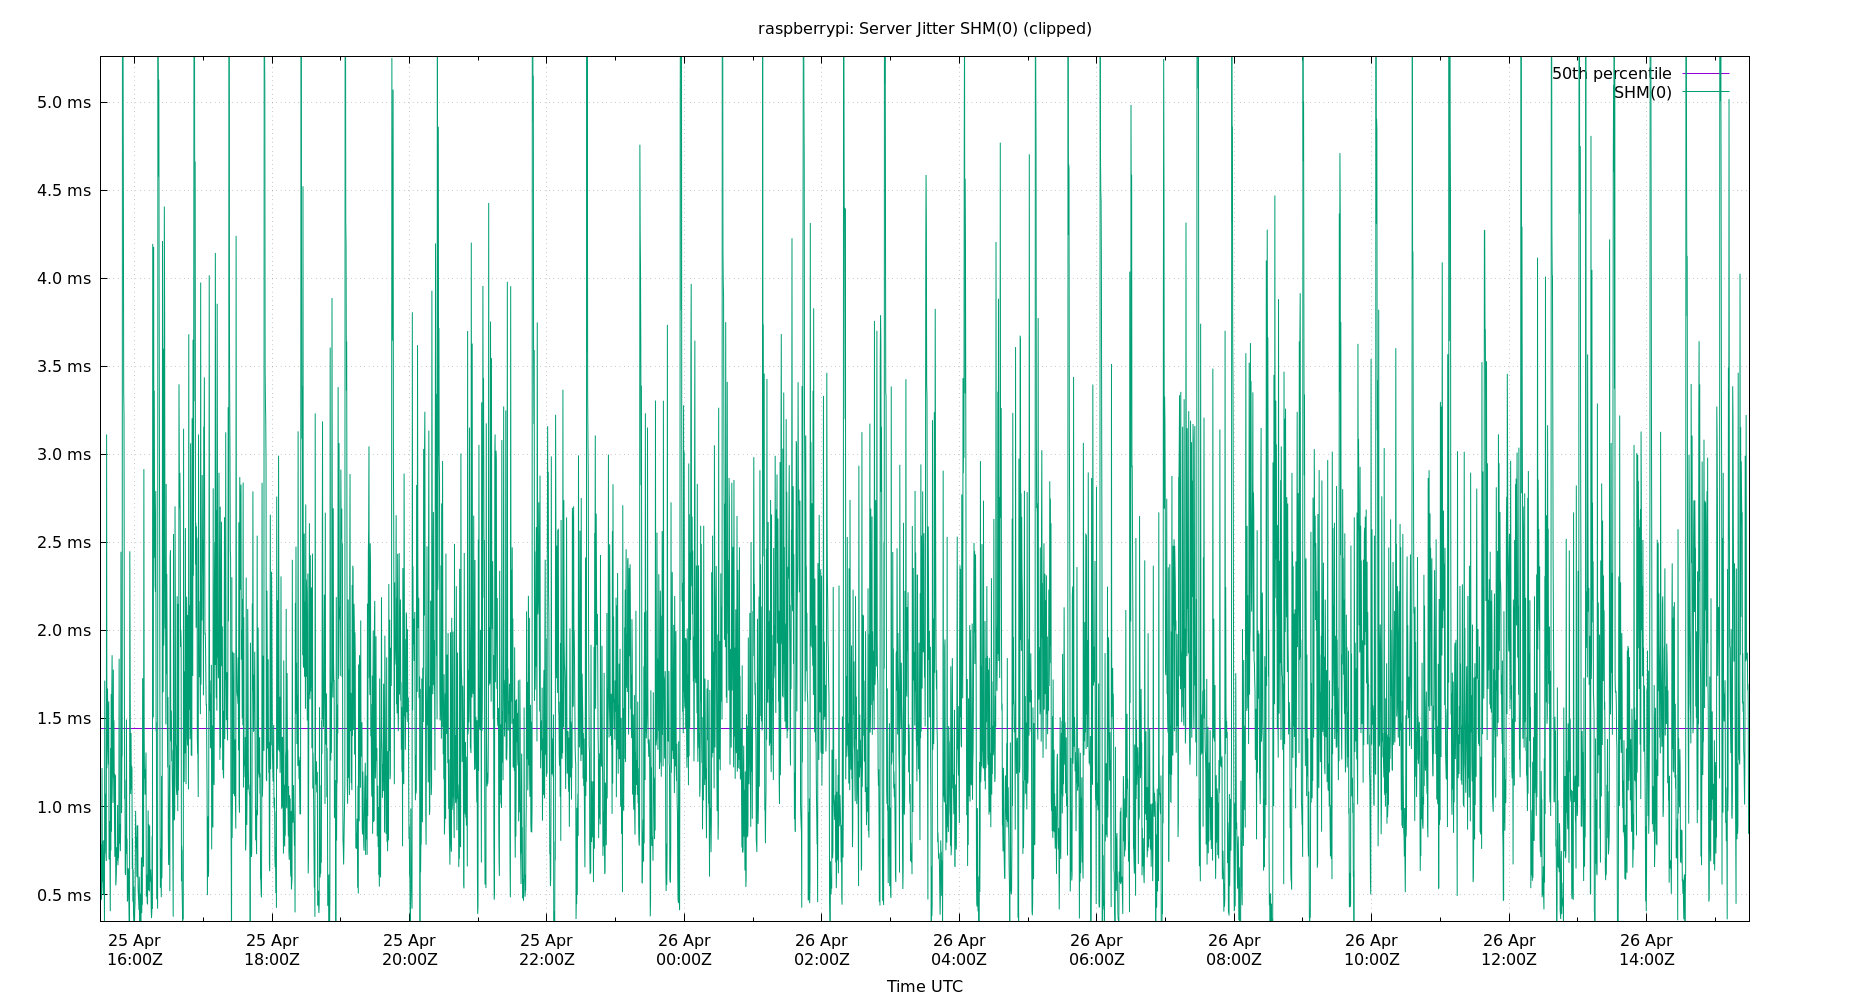 raspberrypi: Server Jitter SHM(0) (clipped)
50th percentile
SHM(0)
5.0 ms
4.5 ms
4.0 ms
3.5 ms
3.0 ms
2.5 ms
2.0 ms
1.5 ms
1.0 ms
0.5 ms
25 Apr 25 Apr 25 Apr 25 Apr 26 Apr 26 Apr 26 Apr 26 Apr 26 Apr 26 Apr 26 Apr 26 Apr
16:00Z 18:00Z 20:00Z 22:00Z 00:00Z 02:00Z 04:00Z 06:00Z 08:00Z 10:00Z 12:00Z 14:00Z
Time UTC